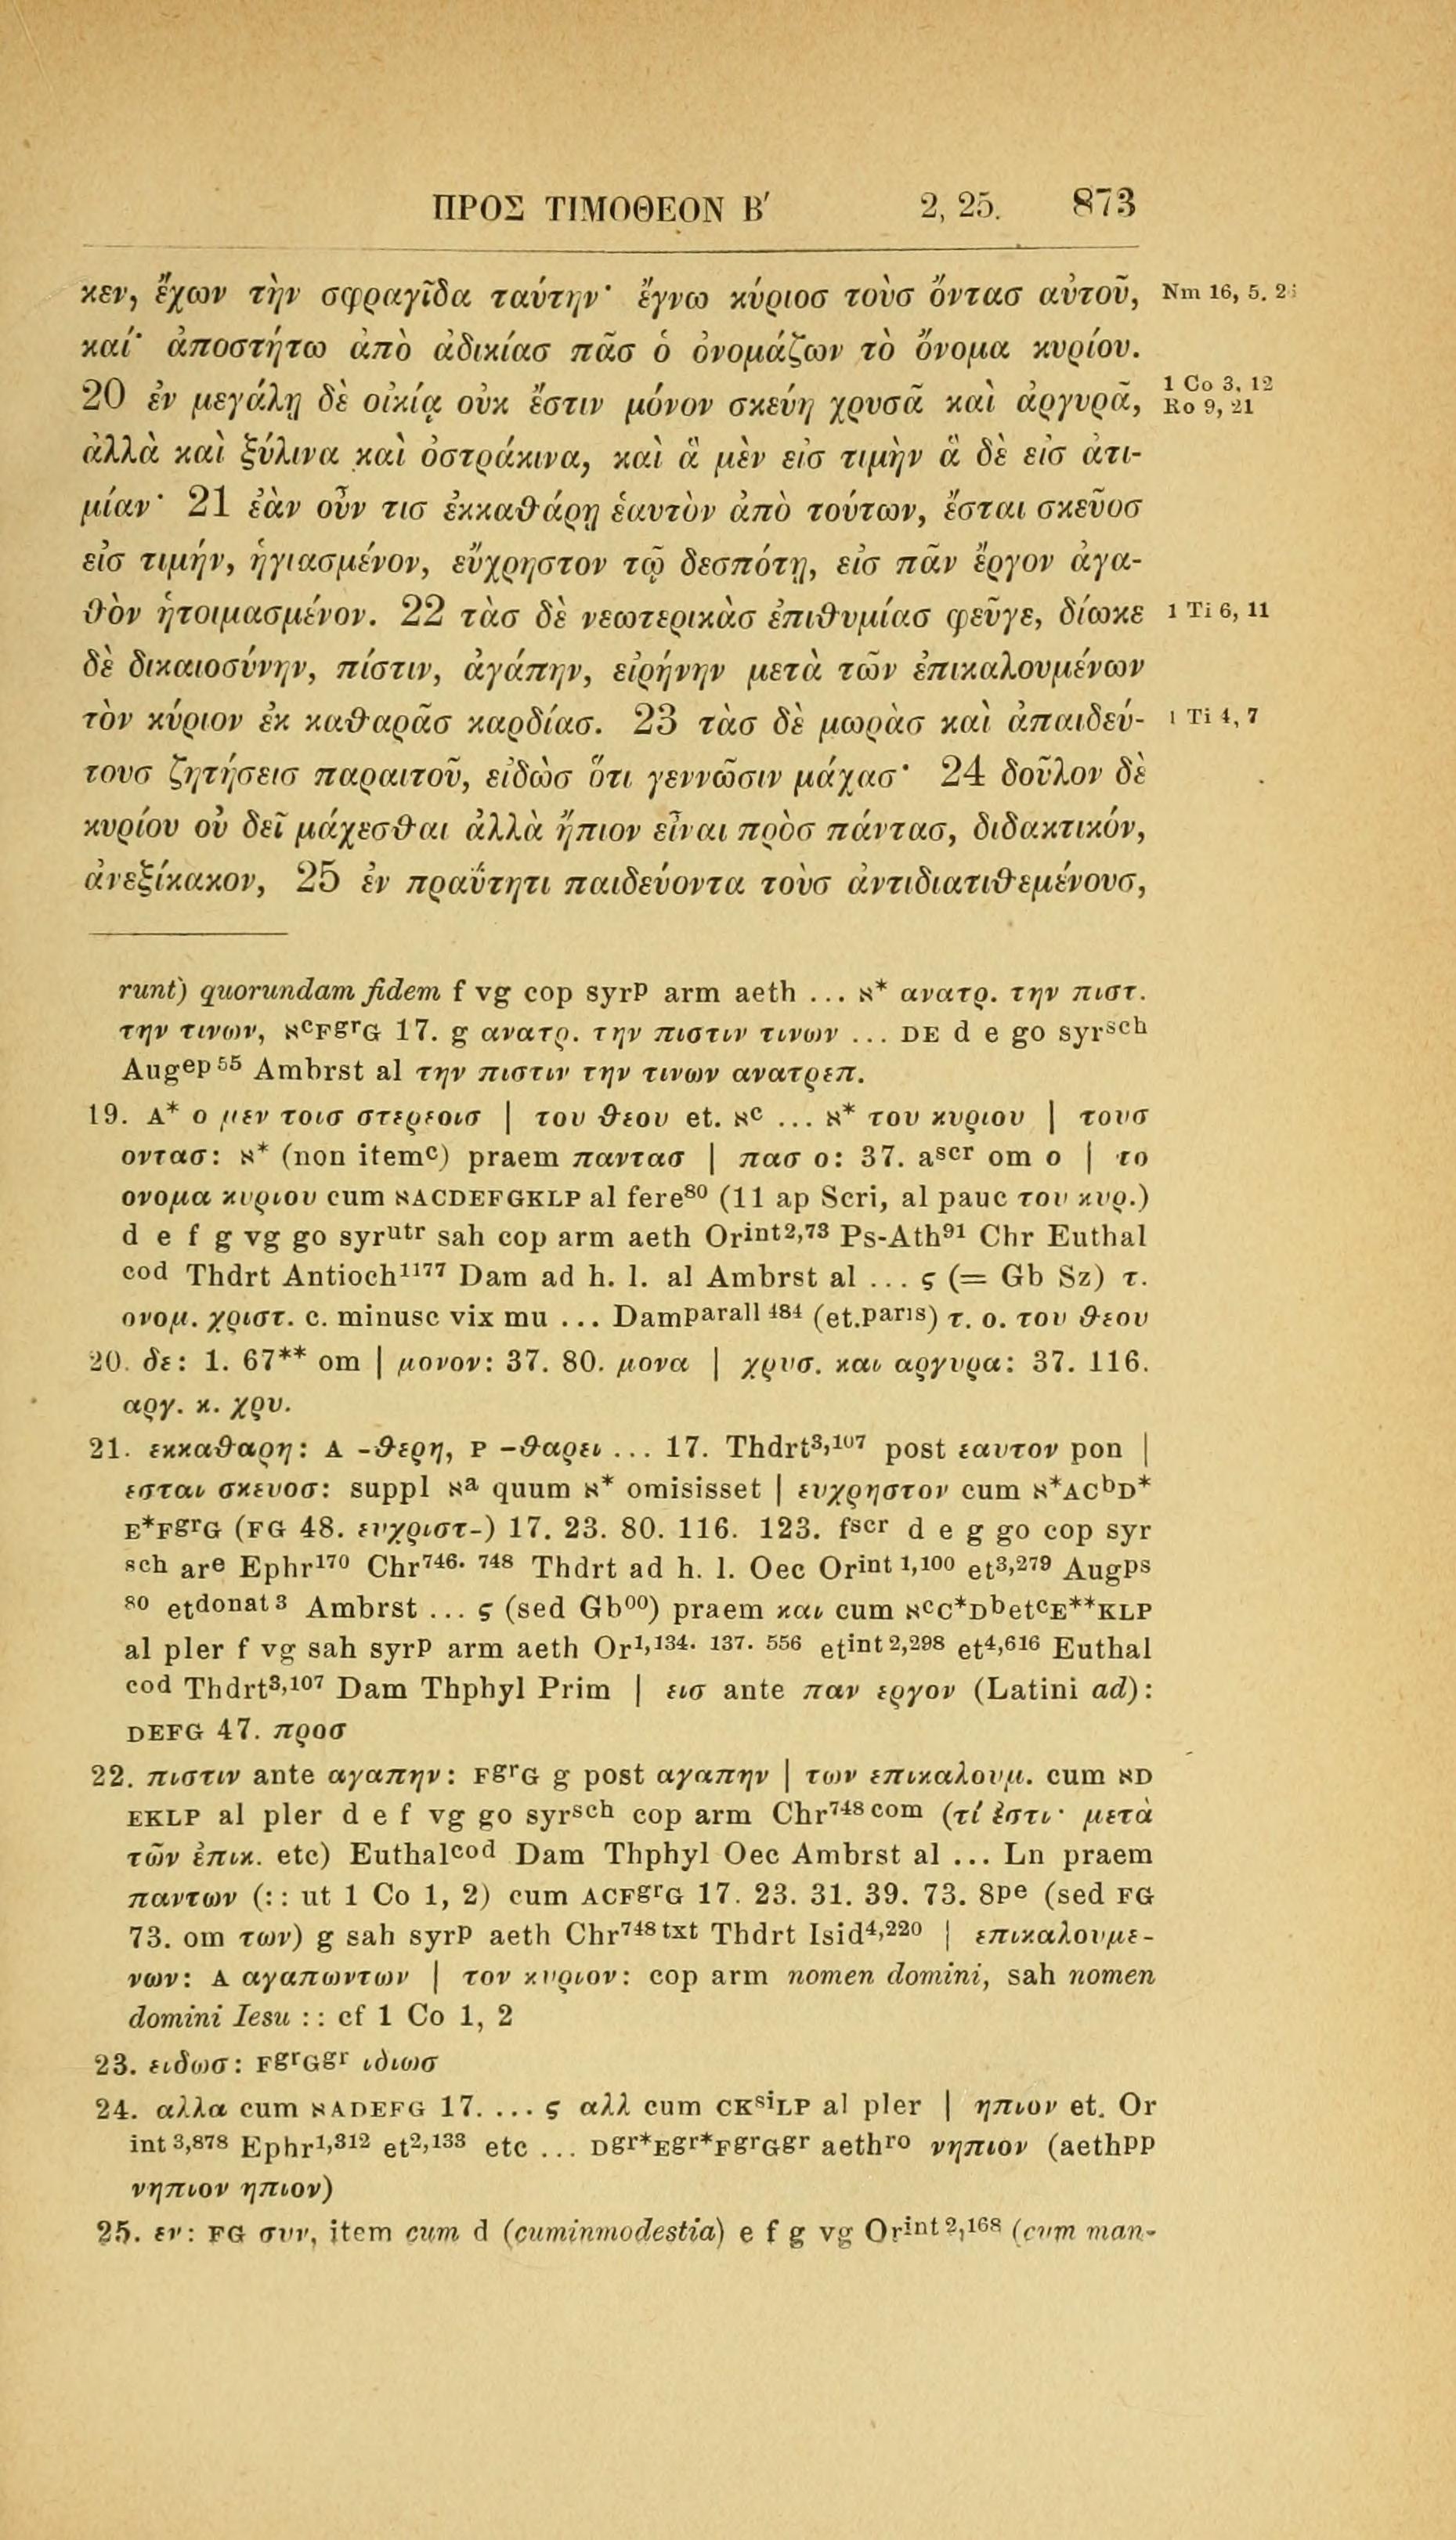 ΠΡΟΣ ΤΙΜΟΘΕΟΝ Β′ 2, 25. 873
κεν, ἔχων τὴν σφραγῖδα ταύτην· ἔγνω κύριοσ τοὺσ ὄντασ αὐτοῦ, Nm 16, 5.
καί· ἀποστήτω ἀπὸ ἀδικίασ πᾶσ ὁ ὀνομάζων τὸ ὄνομα κυρίου.
20 ἐν μεγάλῃ δὲ οἰκίᾳ οὐκ ἔστιν μόνον σκεύη χρυσᾶ καὶ ἀργυρᾶ, 1 Co 3, 12 Ro 9, 21
ἀλλὰ καὶ ξύλινα καὶ ὀστράκινα, καὶ ἃ μὲν εἰσ τιμὴν ἃ δὲ εἰσ ἀτι-
μίαν· 21 ἐὰν οὖν τισ ἐκκαθάρῃ ἑαυτὸν ἀπὸ τούτων, ἔσται σκεῦοσ
εἰσ τιμήν, ἡγιασμένον, εὔχρηστον τῷ δεσπότῃ, εἰσ πᾶν ἔργον ἀγα-
θὸν ἡτοιμασμένον. 22 τὰσ δὲ νεωτερικὰσ ἐπιθυμίασ φεῦγε, δίωκε 1 Ti 6, 11
δὲ δικαιοσύνην, πίστιν, ἀγάπην, εἰρήνην μετὰ τῶν ἐπικαλουμένων
τὸν κύριον ἐκ καθαρᾶσ καρδίασ. 23 τὰσ δὲ μωρὰσ καὶ ἀπαιδεύ- 1 Ti 4, 7
τουσ ζητήσεισ παραιτοῦ, εἰδὼσ ὅτι γεννῶσιν μάχασ· 24 δοῦλον δὲ
κυρίου οὐ δεῖ μάχεσθαι ἀλλὰ ἤπιον εἶναι πρὸσ πάντασ, διδακτικόν,
ἀνεξίκακον, 25 ἐν πραΰτητι παιδεύοντα τοὺσ ἀντιδιατιθεμένουσ,
runt) quorundam fidem f vg cop syrᵖ arm aeth ... ℵ* ανατρ. την πιστ.
την τινων, ℵᶜFᵍʳG 17. g ανατρ. την πιστιν τινων ... DE d e go syrˢᶜʰ
Augᵉᵖ ⁵⁵ Ambrst al την πιστιν την τινων ανατρεπ.
19. A* ο μεν τοισ στερεοισ | του θεου et. ℵᶜ ... ℵ* του κυριου | τουσ
οντασ: ℵ* (non itemᶜ) praem παντασ | πασ ο: 37. aˢᶜʳ om ο | το
ονομα κυριου cum ℵACDEFGKLP al fere⁸⁰ (11 ap Scri, al pauc του κυρ.)
d e f g vg go syrᵘᵗʳ sah cop arm aeth Orⁱⁿᵗ²,⁷³ Ps-Ath⁹¹ Chr Euthal
cod Thdrt Antioch¹¹⁷⁷ Dam ad h. l. al Ambrst al ... ς (= Gb Sz) τ.
ονομ. χριστ. c. minusc vix mu ... Damᵖᵃʳᵃˡˡ ⁴⁸⁴ (et.ᵖᵃʳⁱˢ) τ. ο. του θεου
20. δε: 1. 67** om | μονον: 37. 80. μονα | χρυσ. και αργυρα: 37. 116.
αργ. κ. χρυ.
21. εκκαθαρη: A -θερη, P -θαρει ... 17. Thdrt³,¹⁰⁷ post εαυτον pon |
εσται σκευοσ: suppl ℵᵃ quum ℵ* omisisset | ευχρηστον cum ℵ*ACᵇD*
E*FᵍʳG (FG 48. ευχριστ-) 17. 23. 80. 116. 123. fˢᶜʳ d e g go cop syr
ˢᶜʰ arᵉ Ephr¹⁷⁰ Chr⁷⁴⁶· ⁷⁴⁸ Thdrt ad h. l. Oec Orⁱⁿᵗ ¹,¹⁰⁰ et³,²⁷⁹ Augᵖˢ
⁸⁰ etᵈᵒⁿᵃᵗ ³ Ambrst ... ς (sed Gb⁰⁰) praem και cum ℵᶜC*DᵇetᶜE**KLP
al pler f vg sah syrᵖ arm aeth Or¹,¹³⁴· ¹³⁷· ⁵⁵⁶ etⁱⁿᵗ ²,²⁹⁸ et⁴,⁶¹⁶ Euthal
cod Thdrt³,¹⁰⁷ Dam Thphyl Prim | εισ ante παν εργον (Latini ad):
DEFG 47. προσ
22. πιστιν ante αγαπην: FᵍʳG g post αγαπην | των επικαλουμ. cum ℵD
EKLP al pler d e f vg go syrˢᶜʰ cop arm Chr⁷⁴⁸ ᶜᵒᵐ (τί ἐστι· μετὰ
τῶν ἐπικ. etc) Euthalᶜᵒᵈ Dam Thphyl Oec Ambrst al ... Ln praem
παντων (:: ut 1 Co 1, 2) cum ACFᵍʳG 17. 23. 31. 39. 73. 8ᵖᵉ (sed FG
73. om των) g sah syrᵖ aeth Chr⁷⁴⁸ ᵗˣᵗ Thdrt Isid⁴,²²⁰ | επικαλουμε-
νων: A αγαπωντων | τον κυριον: cop arm nomen domini, sah nomen
domini Iesu :: cf 1 Co 1, 2
23. ειδωσ: FᵍʳGᵍʳ ιδιωσ
24. αλλα cum ℵADEFG 17. ... ς αλλ cum CKˢⁱLP al pler | ηπιον et. Or
int ³,⁸⁷⁸ Ephr¹,³¹² et²,¹³³ etc ... Dᵍʳ*Eᵍʳ*FᵍʳGᵍʳ aethʳᵒ νηπιον (aethᵖᵖ
νηπιον ηπιον)
25. εν: FG συν, item cum d (cuminmodestia) e f g vg Orⁱⁿᵗ ²,¹⁶⁸ (cum man-